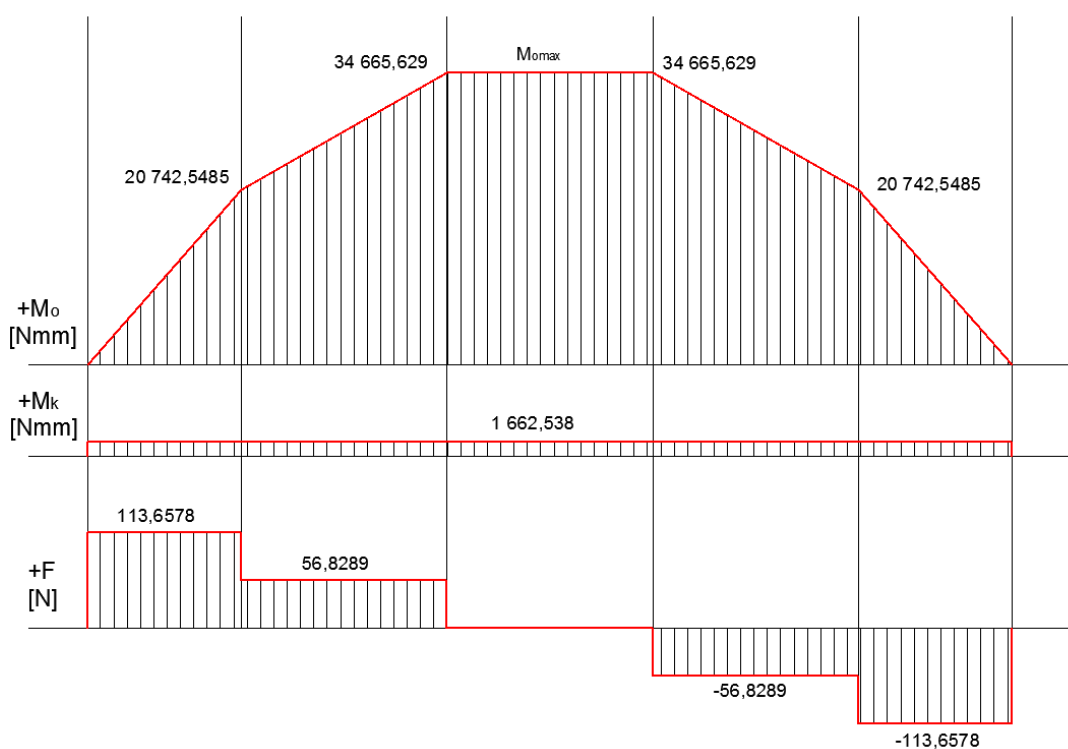 34 665,629
Momax
34 665,629
20 742,5485
20 742,5485
+Mo
[Nmm]
+Mk
[Nmm]
1 662,538
113,6578
56,8289
+F
[N]
-56,8289
-113,6578